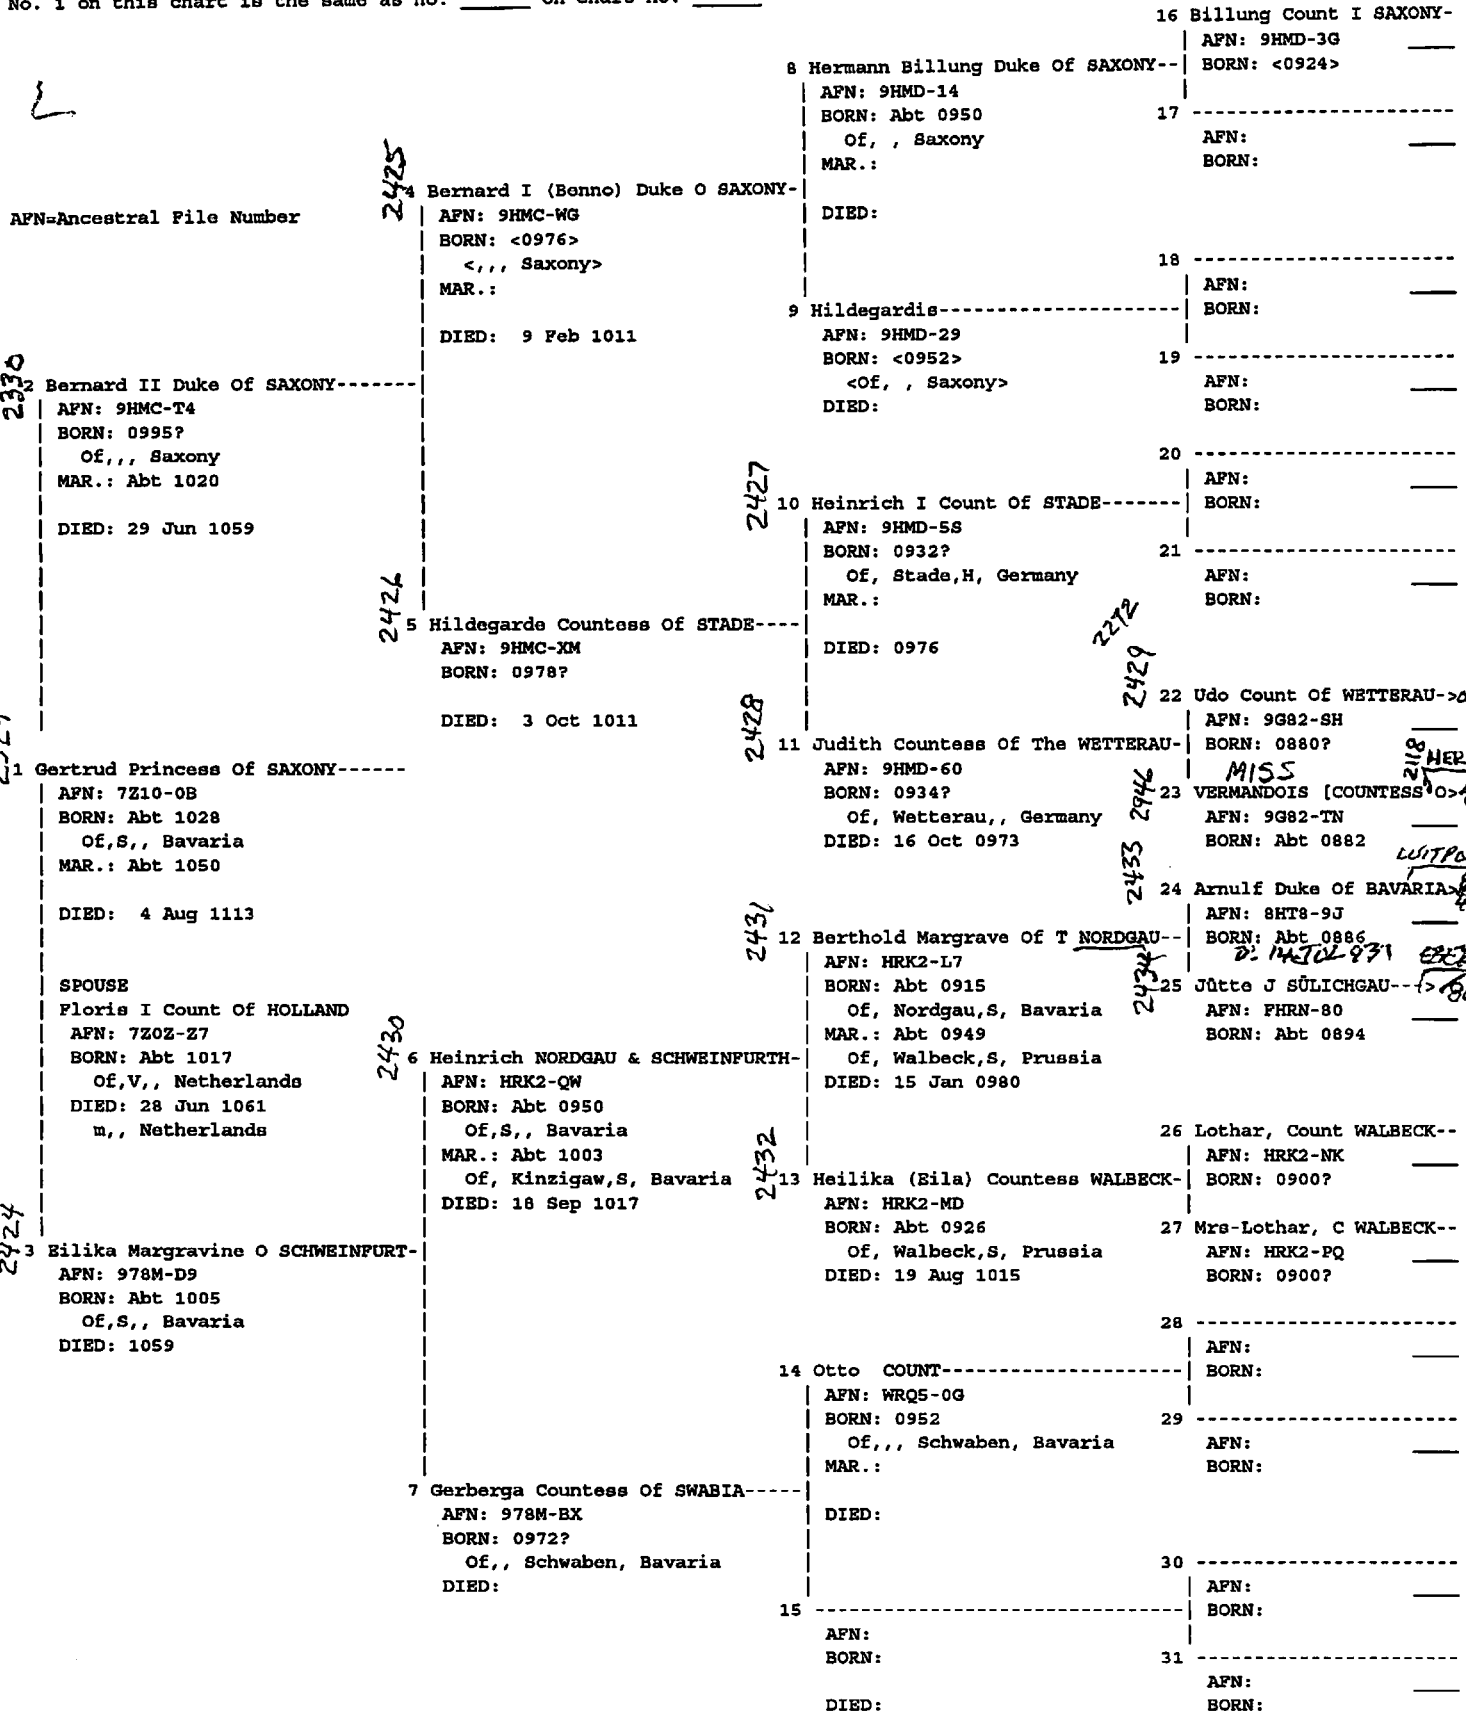 No. 1 on this chart is the same as no. _____ on chart no. _____
16 Billung Count I SAXONY-
AFN: 9HMD-3G
BORN: <0924>
8 Hermann Billung Duke Of SAXONY--
AFN: 9HMD-14
BORN: Abt 0950
Of, , Saxony
MAR.:
DIED:
17
AFN:
BORN:
2425
4 Bernard I (Benno) Duke O SAXONY-
AFN: 9HMC-WG
BORN: <0976>
<,,, Saxony>
MAR.:
DIED: 9 Feb 1011
AFN=Ancestral File Number
18
AFN:
BORN:
9 Hildegardis
AFN: 9HMD-29
BORN: <0952>
<Of, , Saxony>
DIED:
19
AFN:
BORN:
2330
2 Bernard II Duke Of SAXONY
AFN: 9HMC-T4
BORN: 0995?
Of,,, Saxony
MAR.: Abt 1020
DIED: 29 Jun 1059
20
AFN:
BORN:
2427
10 Heinrich I Count Of STADE
AFN: 9HMD-5S
BORN: 0932?
Of, Stade,H, Germany
MAR.:
DIED: 0976
21
AFN:
BORN:
2426
5 Hildegarde Countess Of STADE----
AFN: 9HMC-XM
BORN: 0978?
DIED: 3 Oct 1011
2272
2429
22 Udo Count Of WETTERAU->
AFN: 9G82-SH
BORN: 0880?
2428
11 Judith Countess Of The WETTERAU-
AFN: 9HMD-60
BORN: 0934?
Of, Wetterau,, Germany
DIED: 16 Oct 0973
2118
HER
MISS
2946
23 VERMANDOIS [COUNTESS O>
AFN: 9G82-TN
BORN: Abt 0882
1 Gertrud Princess Of SAXONY------
AFN: 7Z10-0B
BORN: Abt 1028
Of,S,, Bavaria
MAR.: Abt 1050
DIED: 4 Aug 1113
LUITPO
2433
24 Arnulf Duke Of BAVARIA>
AFN: 8HT8-9J
BORN: Abt 0886
D: 14 JUL 937
2431
12 Berthold Margrave Of T NORDGAU--
AFN: HRK2-L7
BORN: Abt 0915
Of, Nordgau,S, Bavaria
MAR.: Abt 0949
Of, Walbeck,S, Prussia
DIED: 15 Jan 0980
2434
25 Jûtte J SÛLICHGAU--->
AFN: FHRN-80
BORN: Abt 0894
SPOUSE
Floris I Count Of HOLLAND
AFN: 7Z0Z-Z7
BORN: Abt 1017
Of,V,, Netherlands
DIED: 28 Jun 1061
m,, Netherlands
2430
6 Heinrich NORDGAU & SCHWEINFURTH-
AFN: HRK2-QW
BORN: Abt 0950
Of,S,, Bavaria
MAR.: Abt 1003
Of, Kinzigaw,S, Bavaria
DIED: 18 Sep 1017
26 Lothar, Count WALBECK--
AFN: HRK2-NK
BORN: 0900?
2432
13 Heilika (Eila) Countess WALBECK-
AFN: HRK2-MD
BORN: Abt 0926
Of, Walbeck,S, Prussia
DIED: 19 Aug 1015
27 Mrs-Lothar, C WALBECK--
AFN: HRK2-PQ
BORN: 0900?
2424
3 Eilika Margravine O SCHWEINFURT-
AFN: 978M-D9
BORN: Abt 1005
Of,S,, Bavaria
DIED: 1059
28
AFN:
BORN:
14 Otto COUNT
AFN: WRQ5-0G
BORN: 0952
Of,,, Schwaben, Bavaria
MAR.:
DIED:
29
AFN:
BORN:
7 Gerberga Countess Of SWABIA-----
AFN: 978M-BX
BORN: 0972?
Of,, Schwaben, Bavaria
DIED:
30
AFN:
BORN:
15
AFN:
BORN:
DIED:
31
AFN:
BORN: